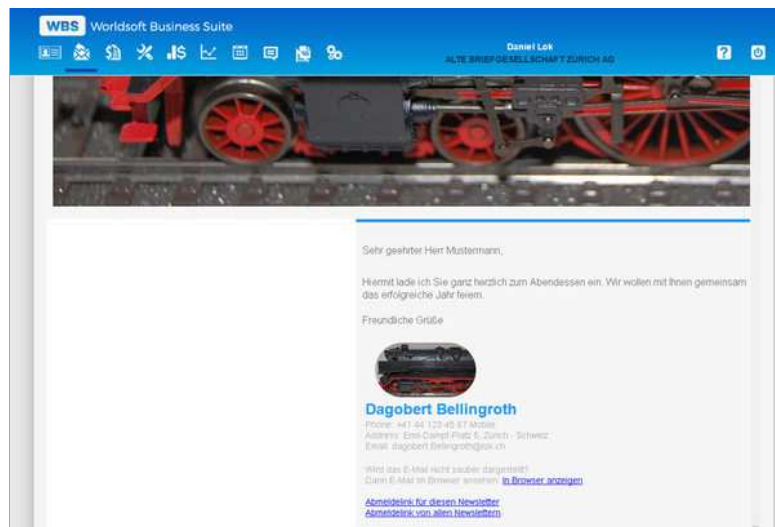 WBS Worldsoft Business Suite
Daniel Lok
ALTE BRIEFGESELLSCHAFT ZÜRICH AG
Sehr geehrter Herr Mustermann,
Hiermit lade ich Sie ganz herzlich zum Abendessen ein. Wir wollen mit Ihnen gemeinsam
das erfolgreiche Jahr feiern.
Freundliche Grüße
Dagobert Bellingroth
Phone: +41 44 123 45 67 Mobile:
Address: Emil-Dampf-Platz 5, Zürich - Schweiz
Email: dagobert.Bellingroth@lok.ch
Wird das E-Mail nicht sauber dargestellt?
Dann E-Mail im Browser ansehen: In Browser anzeigen
Abmeldelink für diesen Newsletter
Abmeldelink von allen Newslettern